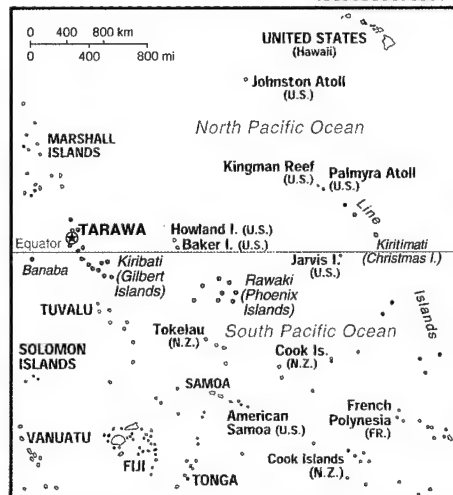 0 400 800 km
0 400 800 mi
UNITED STATES
(Hawaii)
Johnston Atoll
(U.S.)
North Pacific Ocean
MARSHALL
ISLANDS
Kingman Reef
(U.S.)
Palmyra Atoll
(U.S.)
Line
TARAWA
Howland I. (U.S.)
Baker I. (U.S.)
Kiritimati
(Christmas I.)
Equator
Jarvis I.
(U.S.)
Banaba
Kiribati
(Gilbert
Islands)
Rawaki
(Phoenix
Islands)
Islands
TUVALU
Tokelau
(N.Z.)
South Pacific Ocean
SOLOMON
ISLANDS
Cook Is.
(N.Z.)
SAMOA
American
Samoa (U.S.)
French
Polynesia
(FR.)
VANUATU
FIJI
TONGA
Cook Islands
(N.Z.)